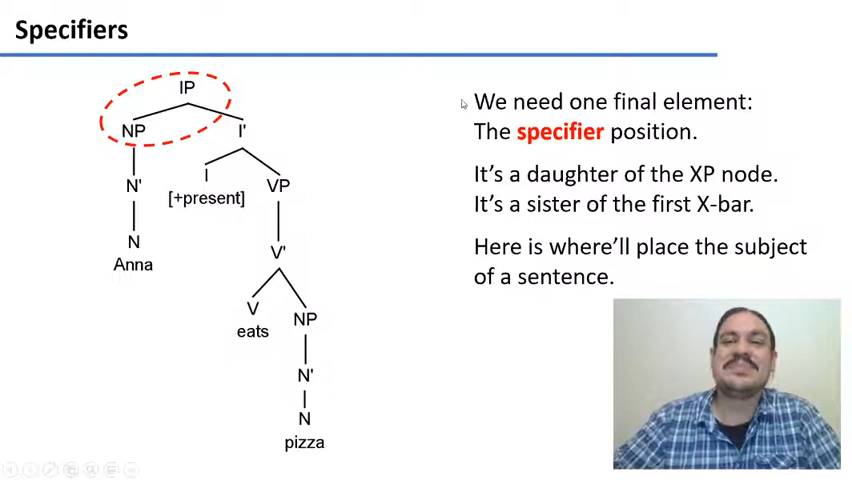 Specifiers
IP
NP I'
N' I VP
[+present]
N V'
Anna
V NP
eats
N'
N
pizza
We need one final element:
The specifier position.
It's a daughter of the XP node.
It's a sister of the first X-bar.
Here is where'll place the subject
of a sentence.